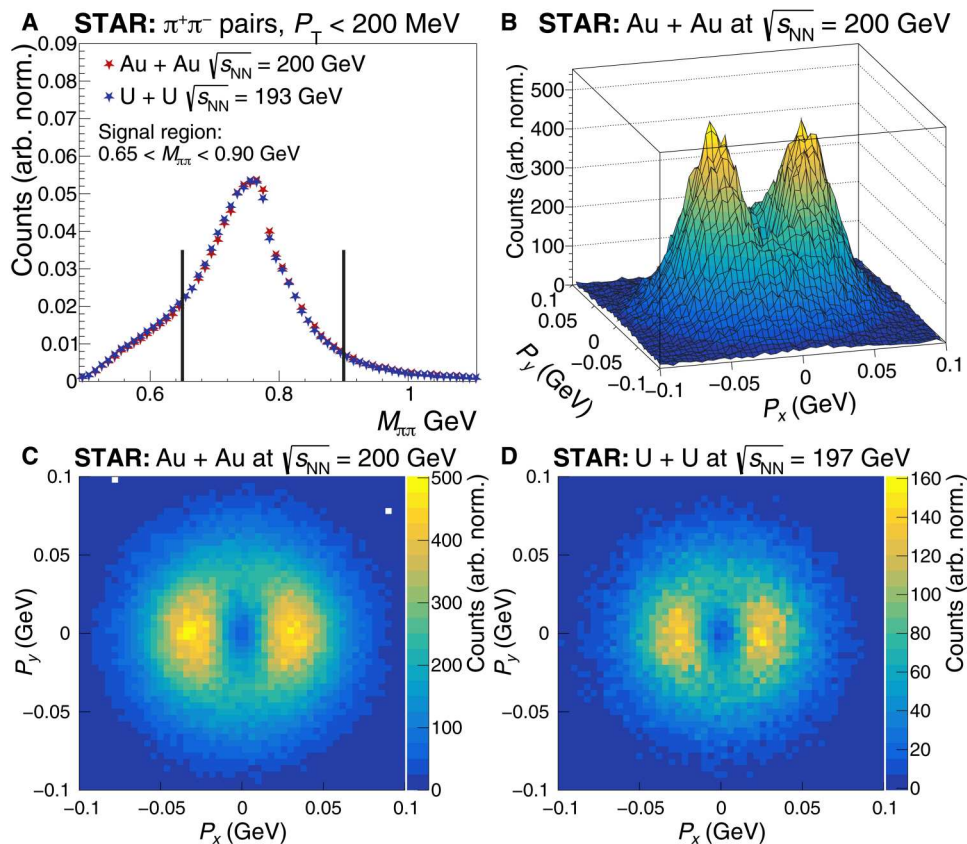 A STAR: π⁺π⁻ pairs, P_T < 200 MeV
Counts (arb. norm.)
0.09
0.08
0.07
0.06
0.05
0.04
0.03
0.02
0.01
0
Au + Au √s_NN = 200 GeV
U + U √s_NN = 193 GeV
Signal region:
0.65 < M_ππ < 0.90 GeV
0.6 0.8 1
M_ππ GeV
B STAR: Au + Au at √s_NN = 200 GeV
Counts (arb. norm.)
500
400
300
200
100
0
0.1
0.05
0
−0.05
−0.1
P_y (GeV)
−0.1 −0.05 0 0.05 0.1
P_x (GeV)
C STAR: Au + Au at √s_NN = 200 GeV
P_y (GeV)
0.1
0.05
0
−0.05
−0.1
−0.1 −0.05 0 0.05 0.1
P_x (GeV)
500
400
300
200
100
0
Counts (arb. norm.)
D STAR: U + U at √s_NN = 197 GeV
P_y (GeV)
0.1
0.05
0
−0.05
−0.1
−0.1 −0.05 0 0.05 0.1
P_x (GeV)
160
140
120
100
80
60
40
20
0
Counts (arb. norm.)